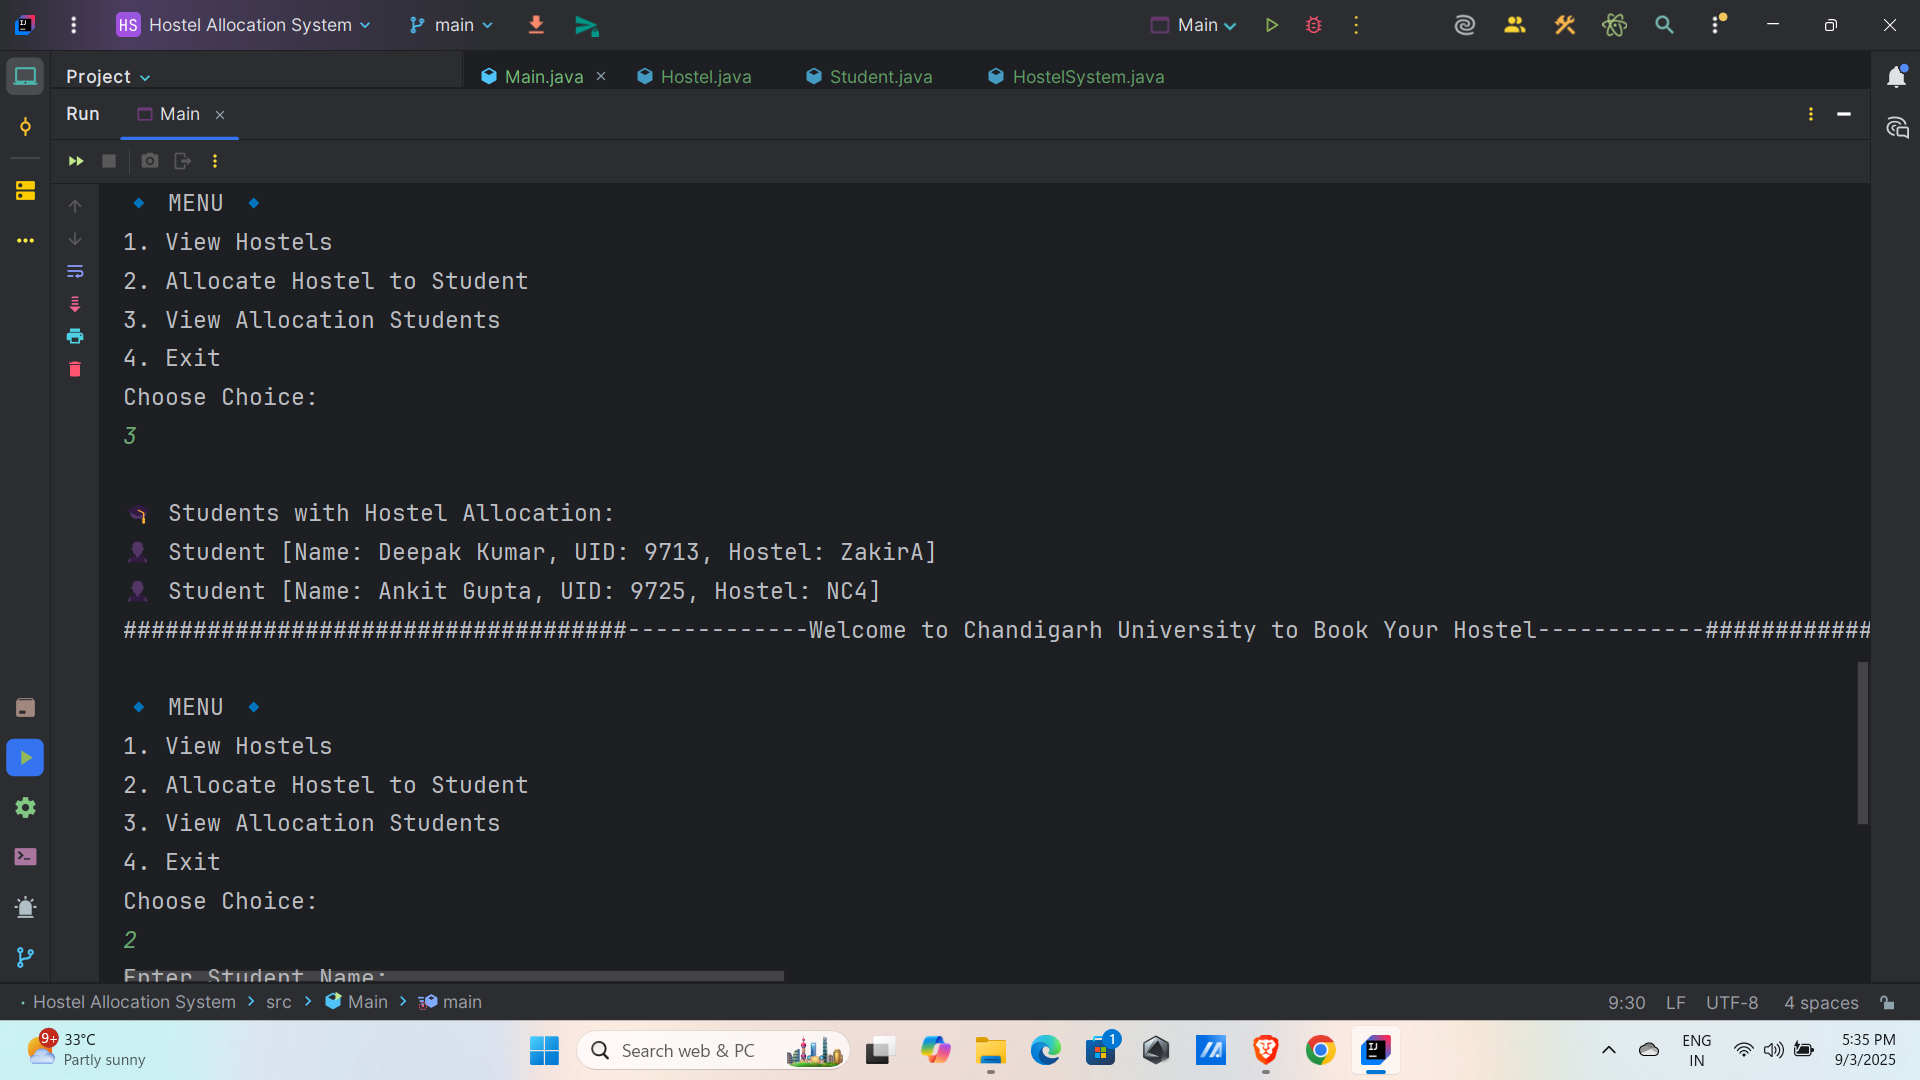 HS Hostel Allocation System main Main
Project Main.java Hostel.java Student.java HostelSystem.java
Run Main
MENU
1. View Hostels
2. Allocate Hostel to Student
3. View Allocation Students
4. Exit
Choose Choice:
3
Students with Hostel Allocation:
Student [Name: Deepak Kumar, UID: 9713, Hostel: ZakirA]
Student [Name: Ankit Gupta, UID: 9725, Hostel: NC4]
####################################-------------Welcome to Chandigarh University to Book Your Hostel------------############
MENU
1. View Hostels
2. Allocate Hostel to Student
3. View Allocation Students
4. Exit
Choose Choice:
2
Enter Student Name:
Hostel Allocation System > src > Main > main 9:30 LF UTF-8 4 spaces
9+ 33°C
Partly sunny
Search web & PC
1
ENG
IN
5:35 PM
9/3/2025